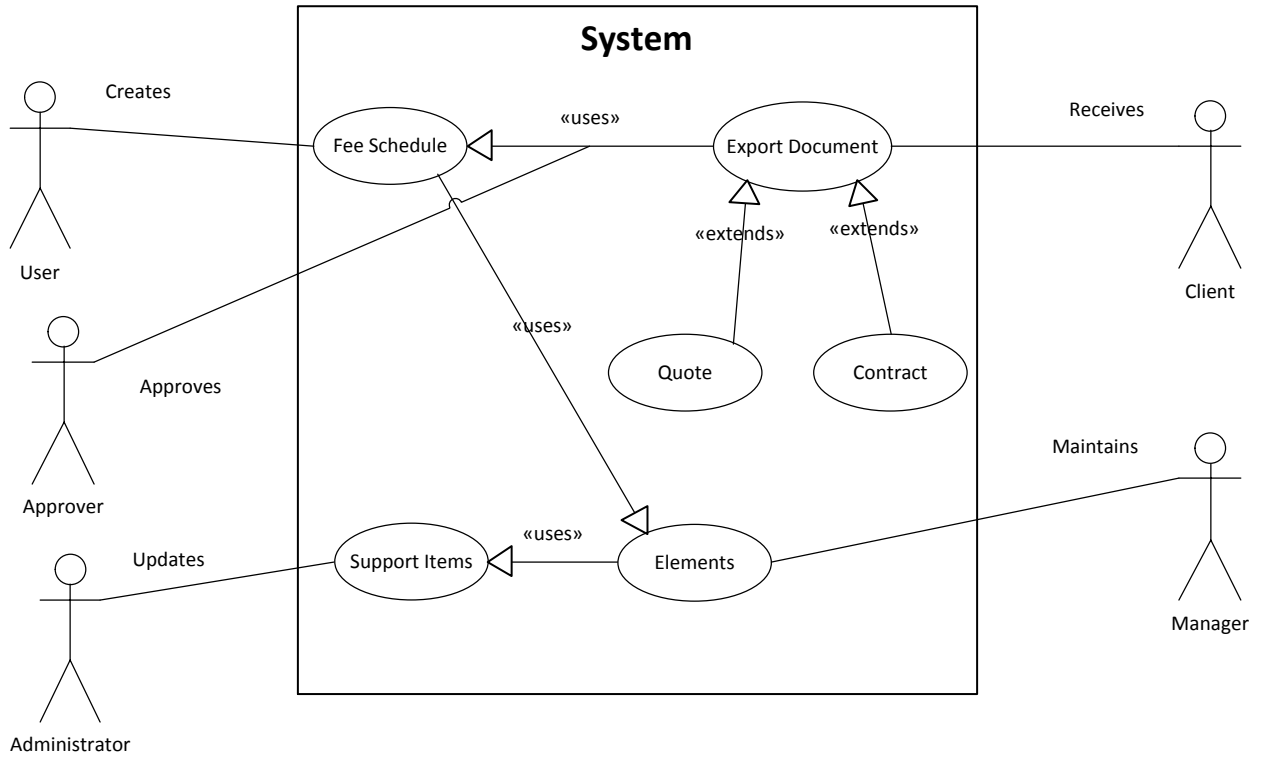 System
Creates
Receives
«uses»
Fee Schedule
Export Document
«extends»
«extends»
User
Client
«uses»
Quote
Contract
Approves
Maintains
Approver
«uses»
Updates
Support Items
Elements
Manager
Administrator